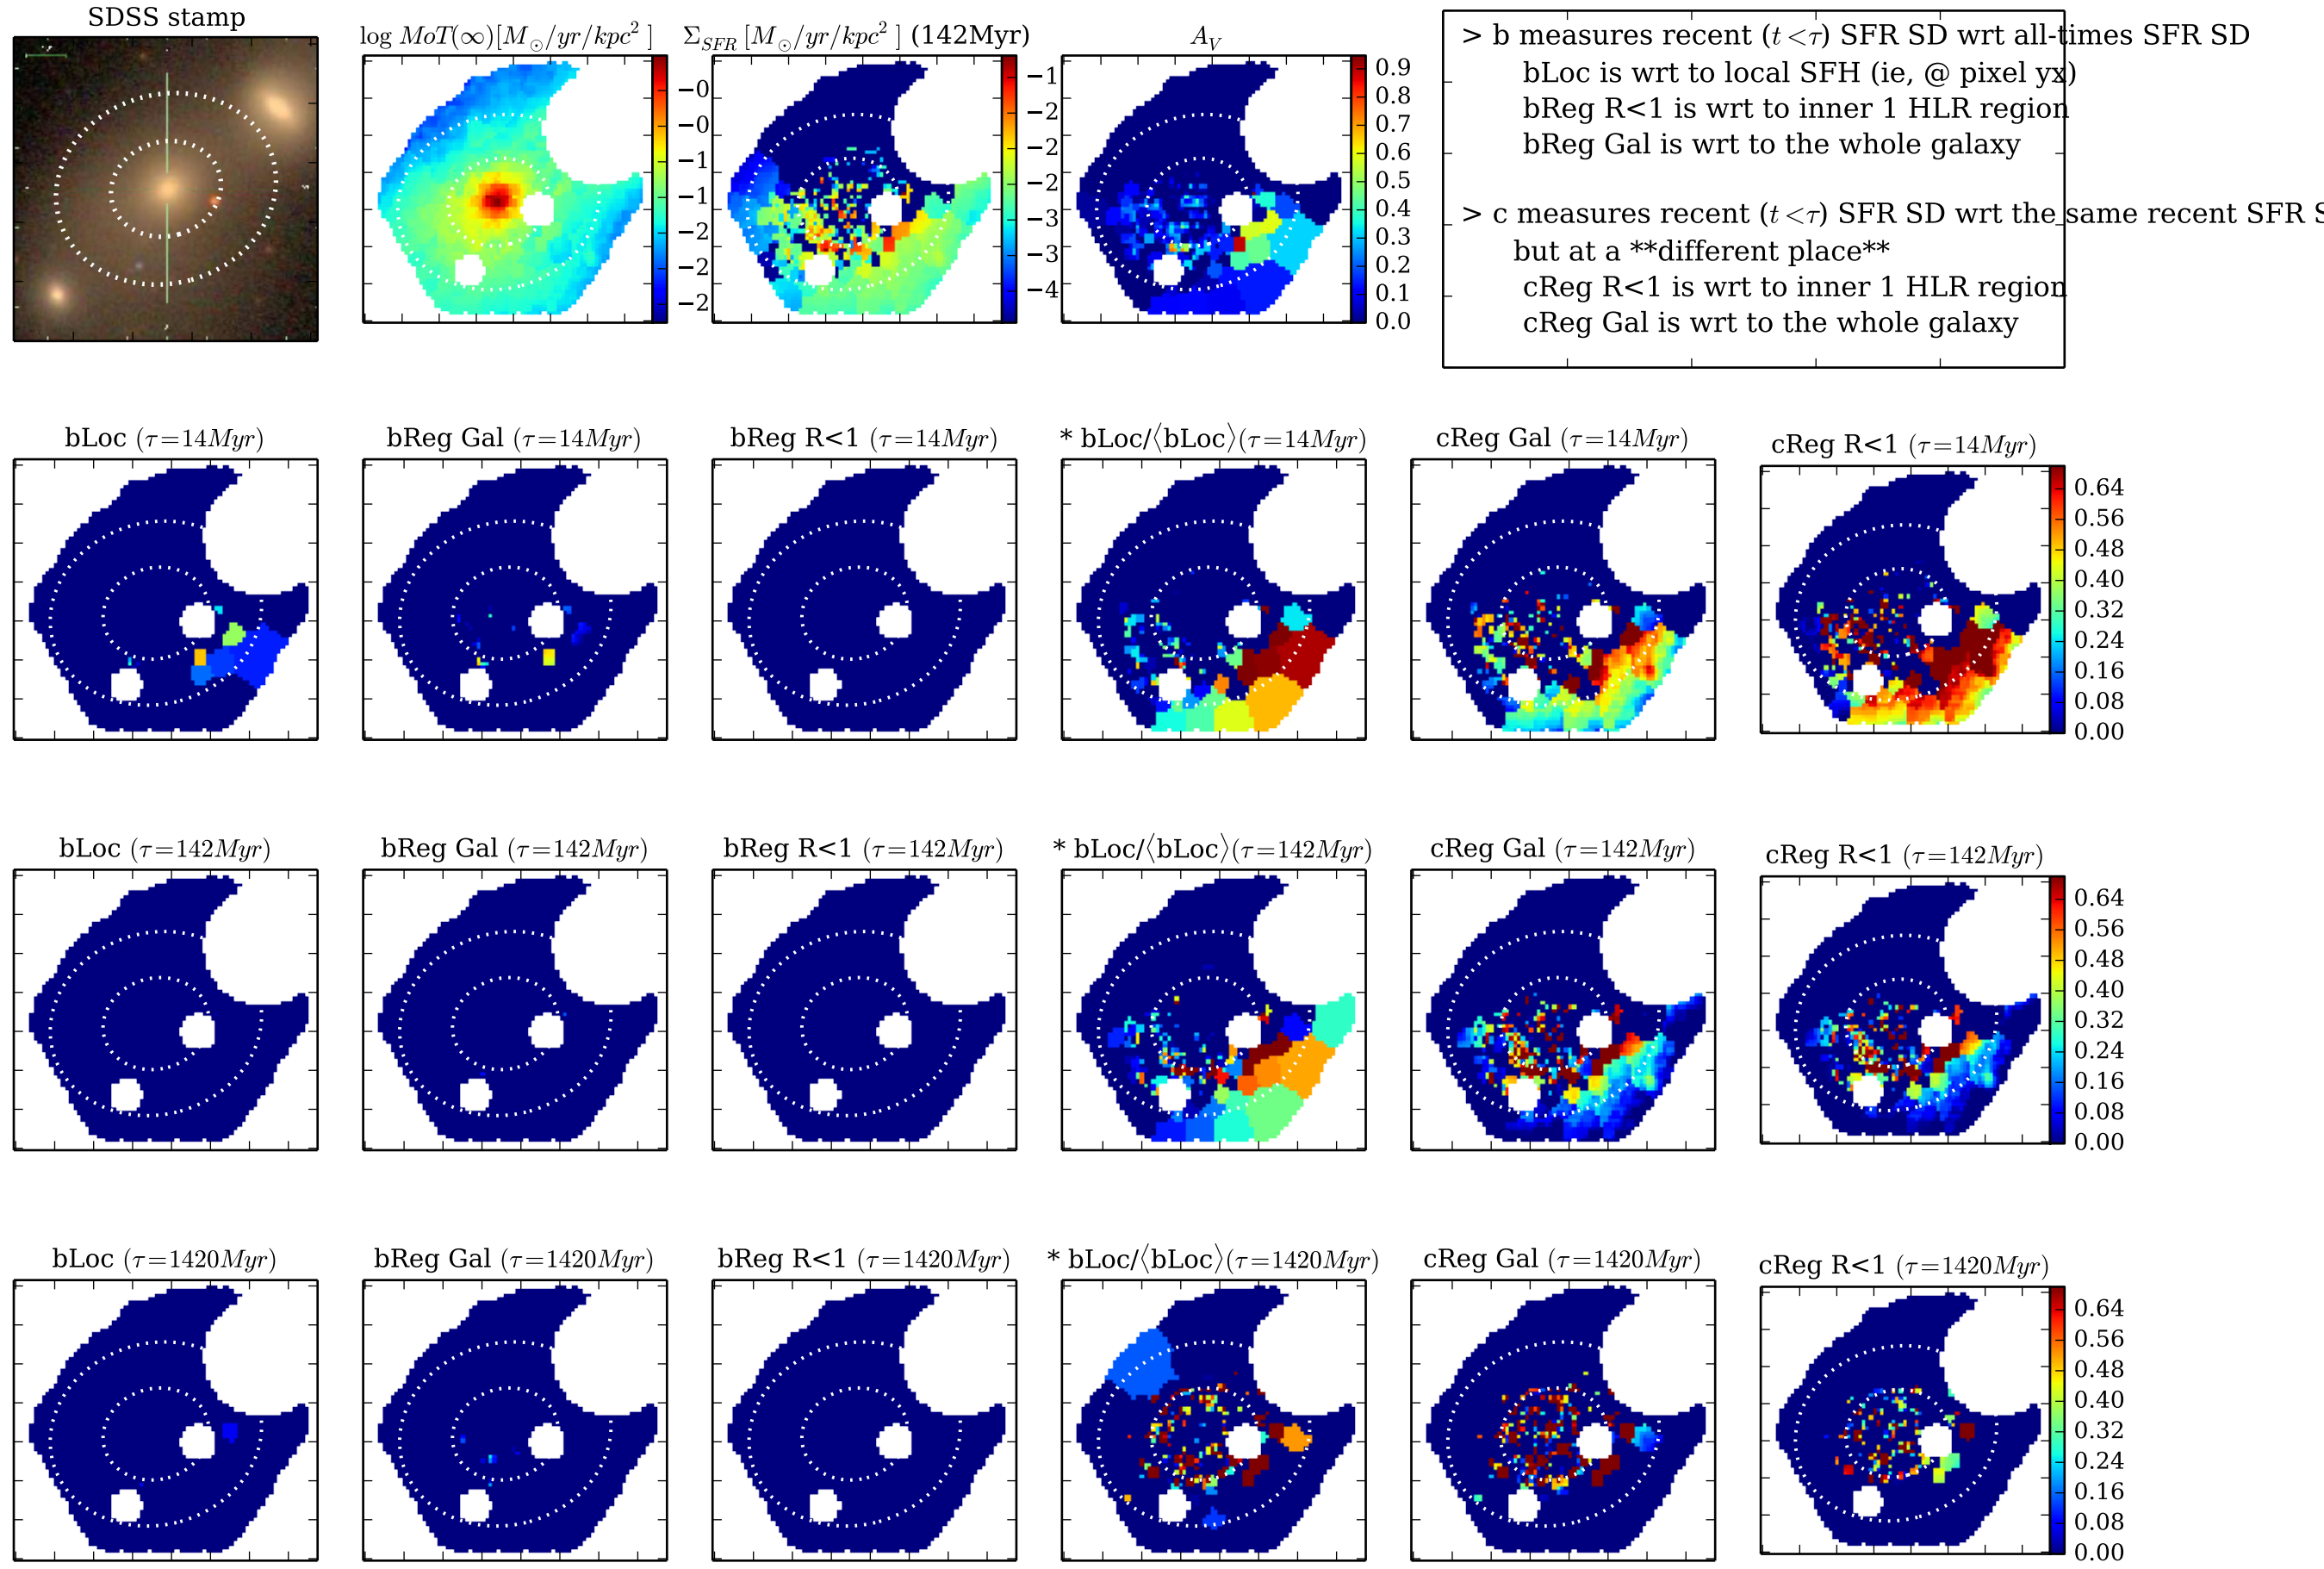 SDSS stamp
log MoT(∞)[M⊙/yr/kpc² ]
Σ_SFR [M⊙/yr/kpc² ] (142Myr)
A_V
−0
−0
−1
−1
−2
−2
−2
−1
−2
−2
−2
−3
−3
−4
0.9
0.8
0.7
0.6
0.5
0.4
0.3
0.2
0.1
0.0
> b measures recent (t<τ) SFR SD wrt all-times SFR SD
bLoc is wrt to local SFH (ie, @ pixel yx)
bReg R<1 is wrt to inner 1 HLR region
bReg Gal is wrt to the whole galaxy
> c measures recent (t<τ) SFR SD wrt the same recent SFR S
but at a **different place**
cReg R<1 is wrt to inner 1 HLR region
cReg Gal is wrt to the whole galaxy
bLoc (τ=14Myr)
bReg Gal (τ=14Myr)
bReg R<1 (τ=14Myr)
* bLoc/⟨bLoc⟩(τ=14Myr)
cReg Gal (τ=14Myr)
cReg R<1 (τ=14Myr)
0.64
0.56
0.48
0.40
0.32
0.24
0.16
0.08
0.00
bLoc (τ=142Myr)
bReg Gal (τ=142Myr)
bReg R<1 (τ=142Myr)
* bLoc/⟨bLoc⟩(τ=142Myr)
cReg Gal (τ=142Myr)
cReg R<1 (τ=142Myr)
0.64
0.56
0.48
0.40
0.32
0.24
0.16
0.08
0.00
bLoc (τ=1420Myr)
bReg Gal (τ=1420Myr)
bReg R<1 (τ=1420Myr)
* bLoc/⟨bLoc⟩(τ=1420Myr)
cReg Gal (τ=1420Myr)
cReg R<1 (τ=1420Myr)
0.64
0.56
0.48
0.40
0.32
0.24
0.16
0.08
0.00